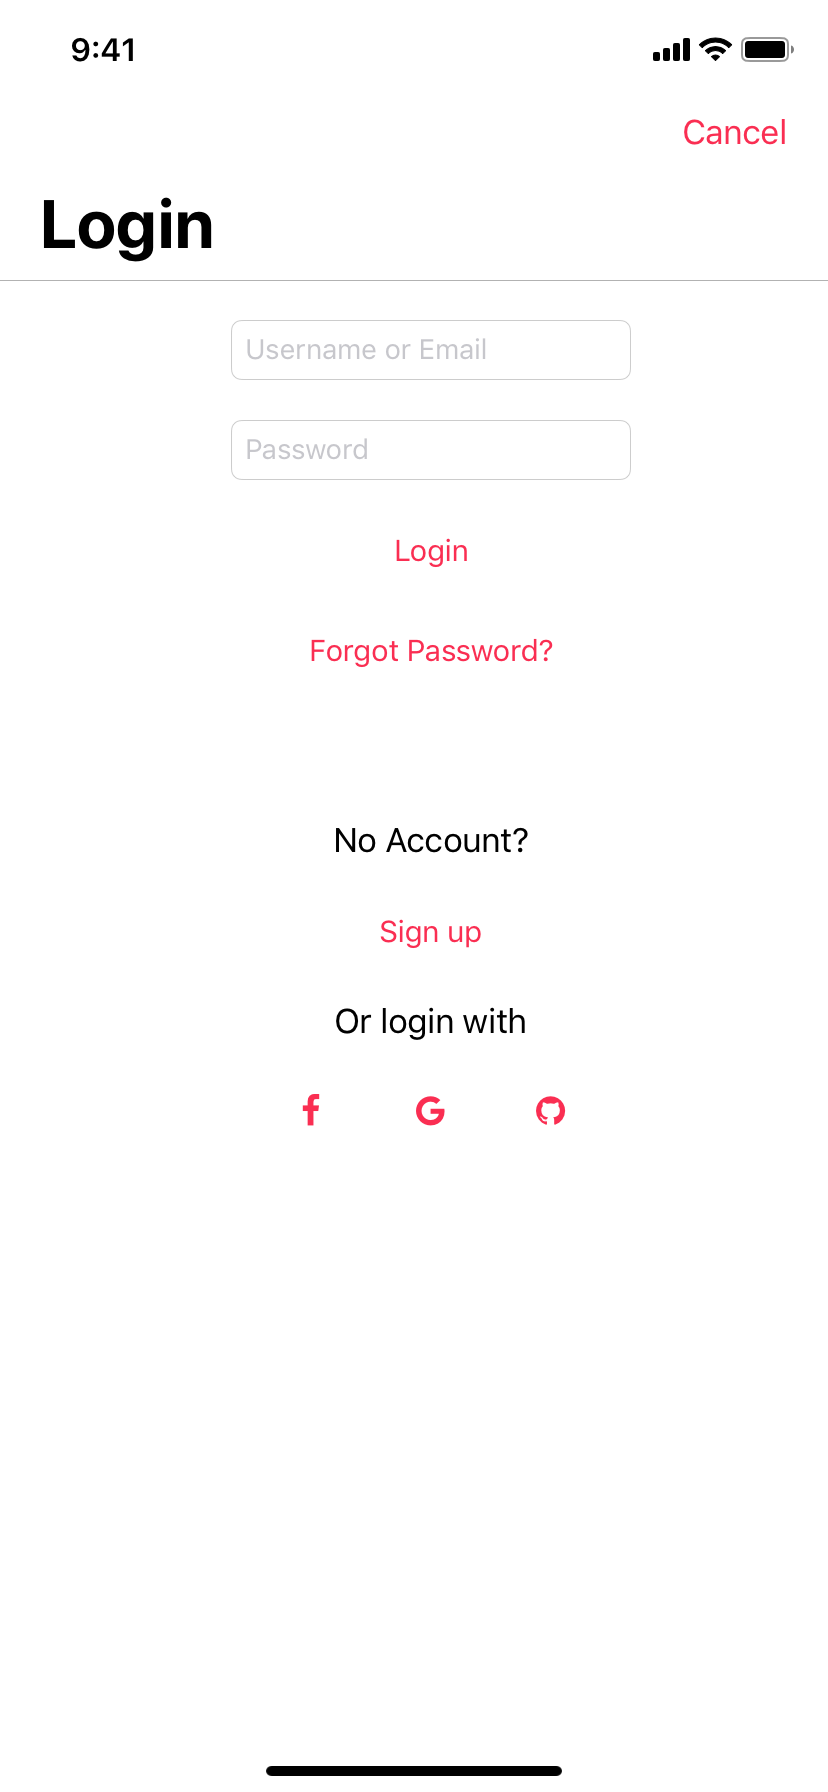 9:41
Cancel
Login
Username or Email
Password
Login
Forgot Password?
No Account?
Sign up
Or login with